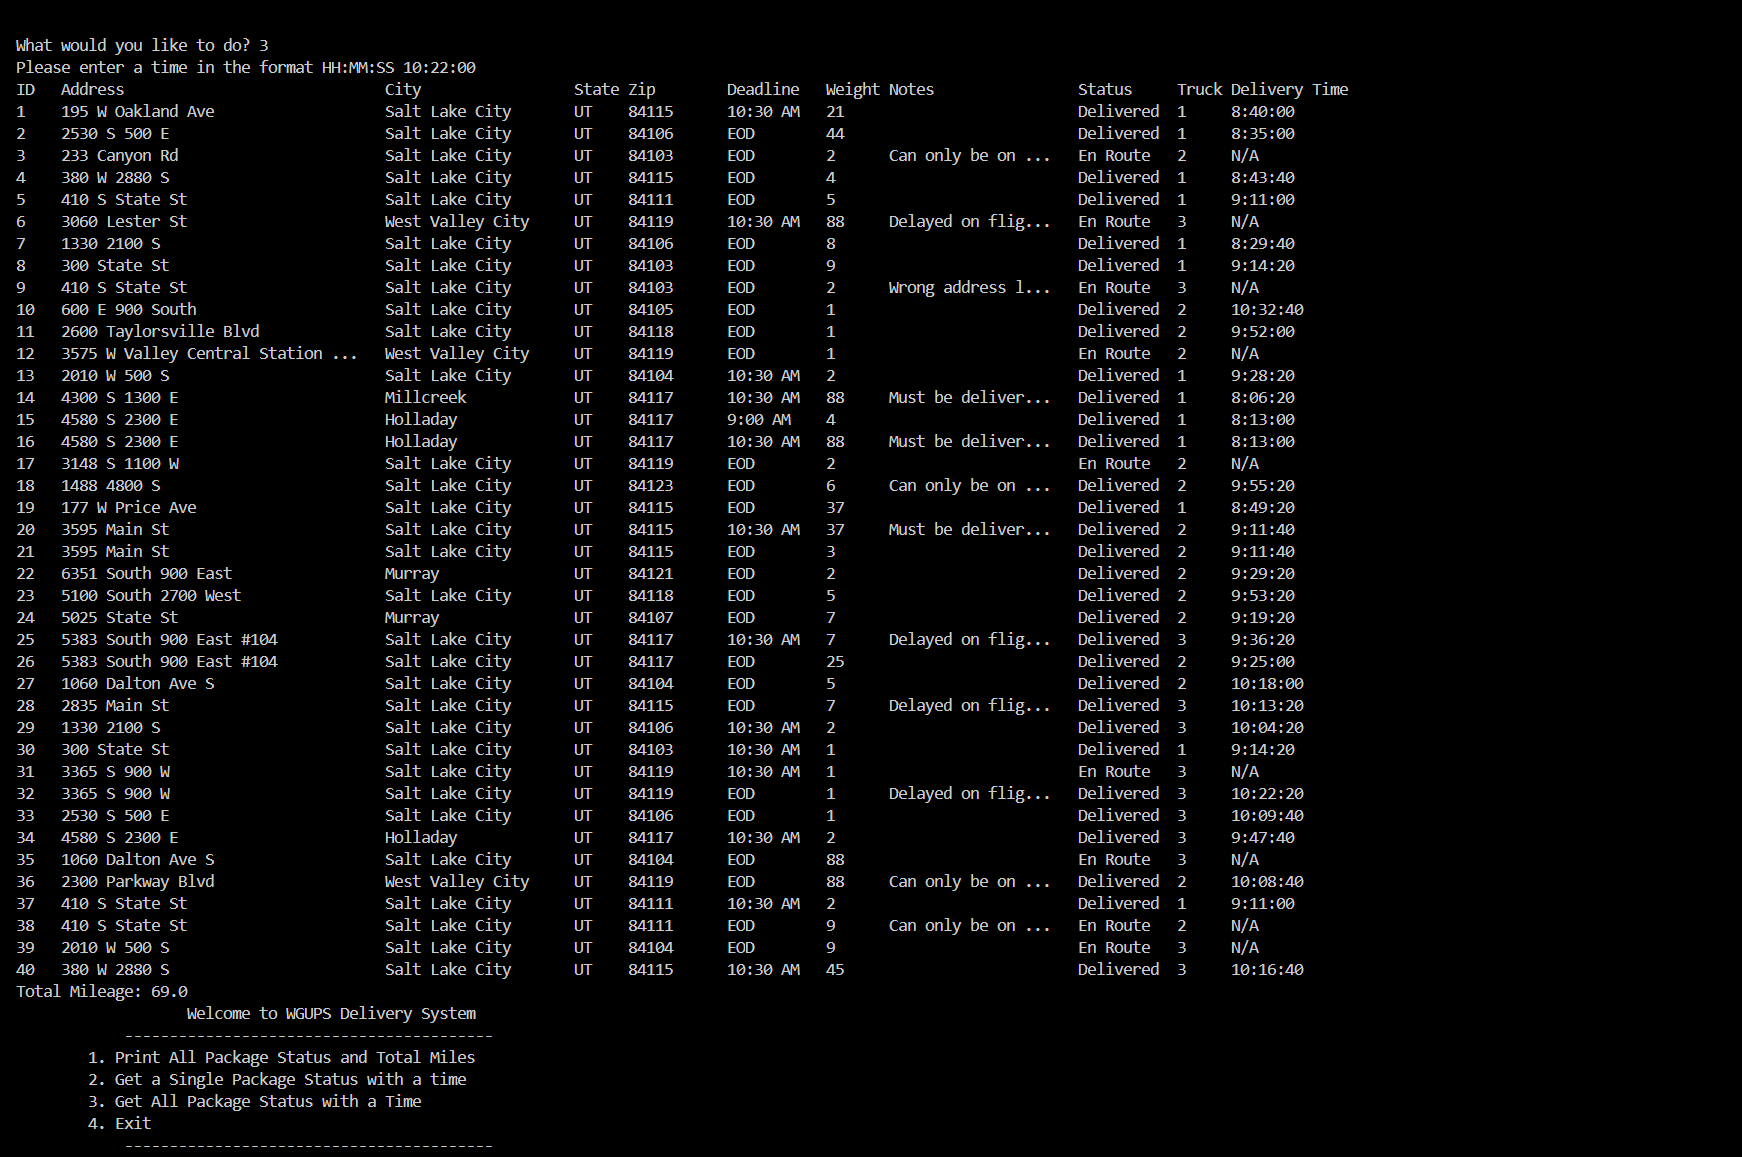 What would you like to do? 3
Please enter a time in the format HH:MM:SS 10:22:00
ID Address City State Zip Deadline Weight Notes Status Truck Delivery Time
1 195 W Oakland Ave Salt Lake City UT 84115 10:30 AM 21 Delivered 1 8:40:00
2 2530 S 500 E Salt Lake City UT 84106 EOD 44 Delivered 1 8:35:00
3 233 Canyon Rd Salt Lake City UT 84103 EOD 2 Can only be on ... En Route 2 N/A
4 380 W 2880 S Salt Lake City UT 84115 EOD 4 Delivered 1 8:43:40
5 410 S State St Salt Lake City UT 84111 EOD 5 Delivered 1 9:11:00
6 3060 Lester St West Valley City UT 84119 10:30 AM 88 Delayed on flig... En Route 3 N/A
7 1330 2100 S Salt Lake City UT 84106 EOD 8 Delivered 1 8:29:40
8 300 State St Salt Lake City UT 84103 EOD 9 Delivered 1 9:14:20
9 410 S State St Salt Lake City UT 84103 EOD 2 Wrong address l... En Route 3 N/A
10 600 E 900 South Salt Lake City UT 84105 EOD 1 Delivered 2 10:32:40
11 2600 Taylorsville Blvd Salt Lake City UT 84118 EOD 1 Delivered 2 9:52:00
12 3575 W Valley Central Station ... West Valley City UT 84119 EOD 1 En Route 2 N/A
13 2010 W 500 S Salt Lake City UT 84104 10:30 AM 2 Delivered 1 9:28:20
14 4300 S 1300 E Millcreek UT 84117 10:30 AM 88 Must be deliver... Delivered 1 8:06:20
15 4580 S 2300 E Holladay UT 84117 9:00 AM 4 Delivered 1 8:13:00
16 4580 S 2300 E Holladay UT 84117 10:30 AM 88 Must be deliver... Delivered 1 8:13:00
17 3148 S 1100 W Salt Lake City UT 84119 EOD 2 En Route 2 N/A
18 1488 4800 S Salt Lake City UT 84123 EOD 6 Can only be on ... Delivered 2 9:55:20
19 177 W Price Ave Salt Lake City UT 84115 EOD 37 Delivered 1 8:49:20
20 3595 Main St Salt Lake City UT 84115 10:30 AM 37 Must be deliver... Delivered 2 9:11:40
21 3595 Main St Salt Lake City UT 84115 EOD 3 Delivered 2 9:11:40
22 6351 South 900 East Murray UT 84121 EOD 2 Delivered 2 9:29:20
23 5100 South 2700 West Salt Lake City UT 84118 EOD 5 Delivered 2 9:53:20
24 5025 State St Murray UT 84107 EOD 7 Delivered 2 9:19:20
25 5383 South 900 East #104 Salt Lake City UT 84117 10:30 AM 7 Delayed on flig... Delivered 3 9:36:20
26 5383 South 900 East #104 Salt Lake City UT 84117 EOD 25 Delivered 2 9:25:00
27 1060 Dalton Ave S Salt Lake City UT 84104 EOD 5 Delivered 2 10:18:00
28 2835 Main St Salt Lake City UT 84115 EOD 7 Delayed on flig... Delivered 3 10:13:20
29 1330 2100 S Salt Lake City UT 84106 10:30 AM 2 Delivered 3 10:04:20
30 300 State St Salt Lake City UT 84103 10:30 AM 1 Delivered 1 9:14:20
31 3365 S 900 W Salt Lake City UT 84119 10:30 AM 1 En Route 3 N/A
32 3365 S 900 W Salt Lake City UT 84119 EOD 1 Delayed on flig... Delivered 3 10:22:20
33 2530 S 500 E Salt Lake City UT 84106 EOD 1 Delivered 3 10:09:40
34 4580 S 2300 E Holladay UT 84117 10:30 AM 2 Delivered 3 9:47:40
35 1060 Dalton Ave S Salt Lake City UT 84104 EOD 88 En Route 3 N/A
36 2300 Parkway Blvd West Valley City UT 84119 EOD 88 Can only be on ... Delivered 2 10:08:40
37 410 S State St Salt Lake City UT 84111 10:30 AM 2 Delivered 1 9:11:00
38 410 S State St Salt Lake City UT 84111 EOD 9 Can only be on ... En Route 2 N/A
39 2010 W 500 S Salt Lake City UT 84104 EOD 9 En Route 3 N/A
40 380 W 2880 S Salt Lake City UT 84115 10:30 AM 45 Delivered 3 10:16:40
Total Mileage: 69.0
Welcome to WGUPS Delivery System
-----------------------------------------
1. Print All Package Status and Total Miles
2. Get a Single Package Status with a time
3. Get All Package Status with a Time
4. Exit
-----------------------------------------